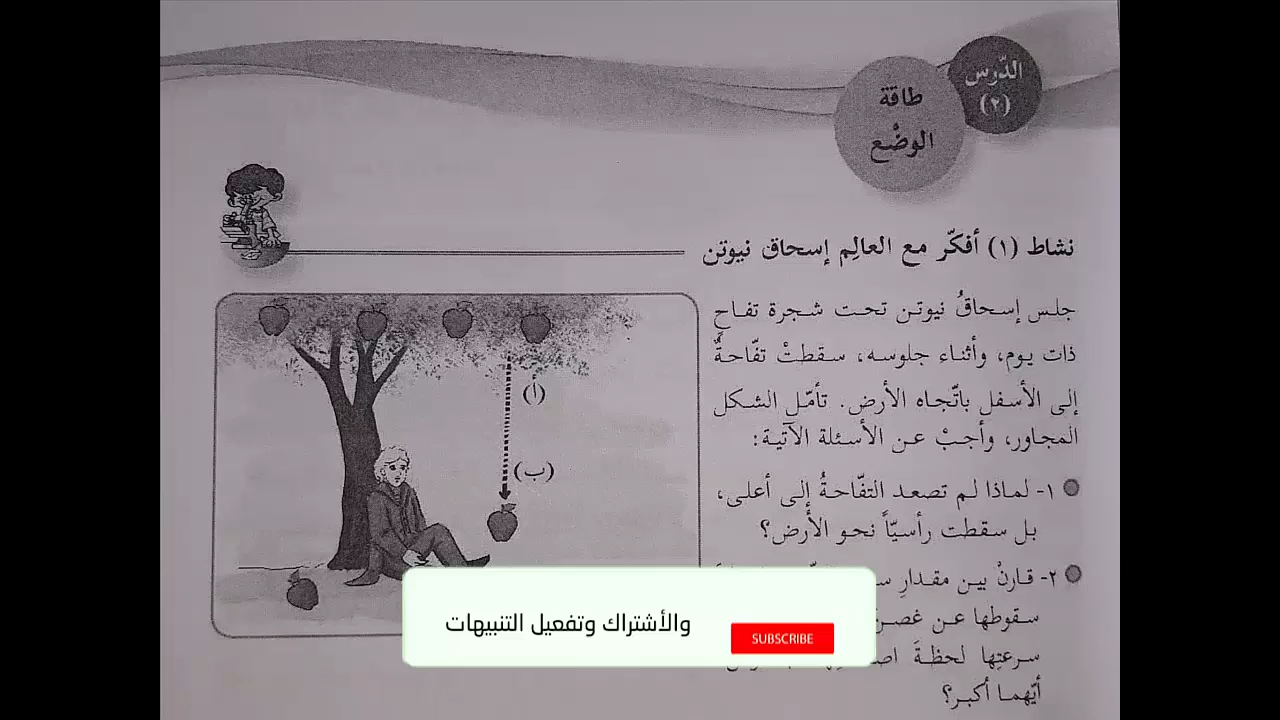 الدّرس
(٢)
طاقة
الوضْع
نشاط (١) أفكّر مع العالِم إسحاق نيوتن
جلس إسحاقُ نيوتن تحت شجرة تفاحٍ
ذات يوم، وأثناء جلوسه، سقطتْ تفّاحةٌ
إلى الأسفل باتّجاه الأرض. تأمّل الشكل
المجاور، وأجبْ عن الأسئلة الآتية:
١- لماذا لم تصعد التفّاحةُ إلى أعلى،
بل سقطت رأسيّاً نحو الأرض؟
٢- قارنْ بين مقدارِ
سقوطها عن غصن
سرعتِها لحظةَ
أيّهما أكبر؟
(أ)
(ب)
والأشتراك وتفعيل التنبيهات
SUBSCRIBE